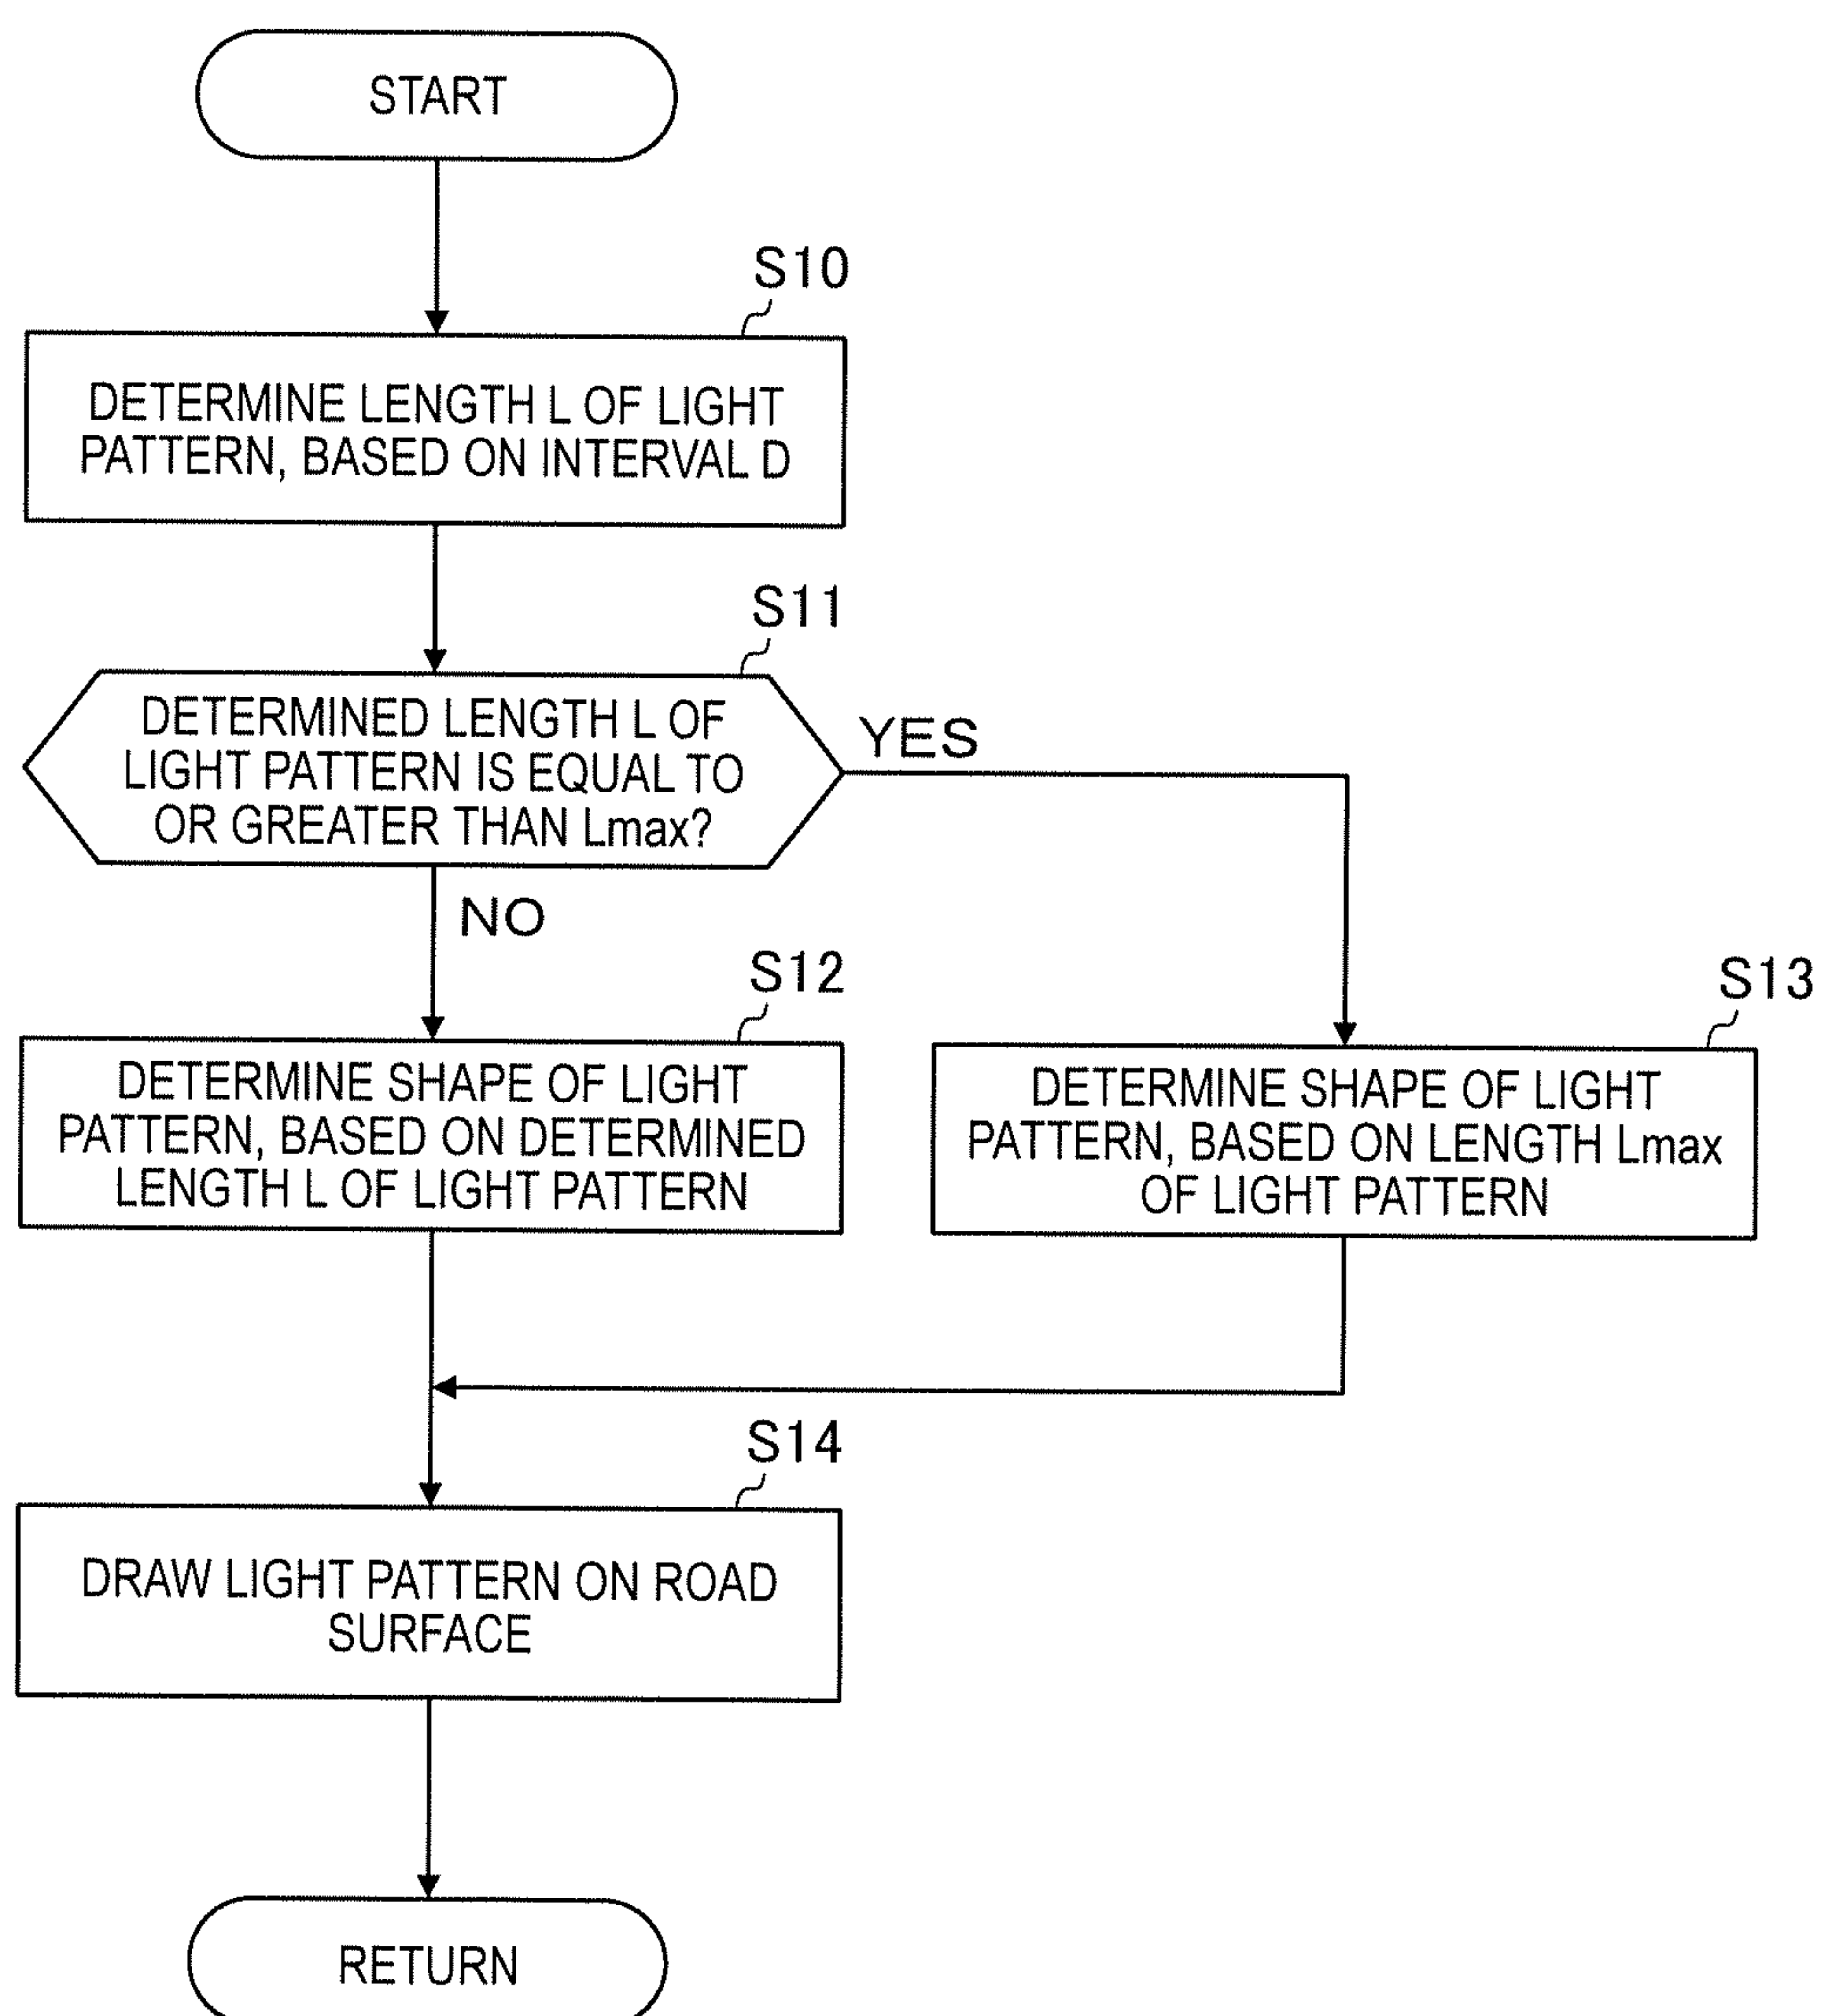 START
S10
DETERMINE LENGTH L OF LIGHT
PATTERN, BASED ON INTERVAL D
S11
DETERMINED LENGTH L OF
LIGHT PATTERN IS EQUAL TO
OR GREATER THAN Lmax?
YES
NO
S12
DETERMINE SHAPE OF LIGHT
PATTERN, BASED ON DETERMINED
LENGTH L OF LIGHT PATTERN
S13
DETERMINE SHAPE OF LIGHT
PATTERN, BASED ON LENGTH Lmax
OF LIGHT PATTERN
S14
DRAW LIGHT PATTERN ON ROAD
SURFACE
RETURN